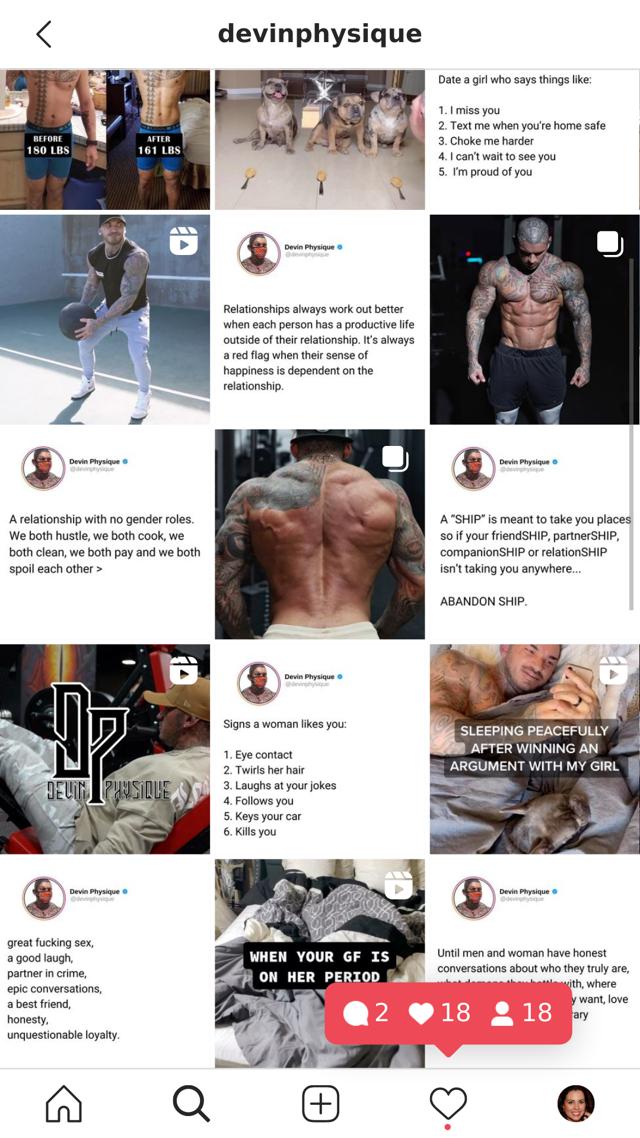 devinphysique
BEFORE
180 LBS
AFTER
161 LBS
Date a girl who says things like:
1. I miss you
2. Text me when you're home safe
3. Choke me harder
4. I can't wait to see you
5. I'm proud of you
Devin Physique
@devinphysique
Relationships always work out better
when each person has a productive life
outside of their relationship. It's always
a red flag when their sense of
happiness is dependent on the
relationship.
Devin Physique
@devinphysique
A relationship with no gender roles.
We both hustle, we both cook, we
both clean, we both pay and we both
spoil each other >
Devin Physique
@devinphysique
A "SHIP" is meant to take you places
so if your friendSHIP, partnerSHIP,
companionSHIP or relationSHIP
isn't taking you anywhere...
ABANDON SHIP.
DP
DEVIN PHYSIQUE
Devin Physique
@devinphysique
Signs a woman likes you:
1. Eye contact
2. Twirls her hair
3. Laughs at your jokes
4. Follows you
5. Keys your car
6. Kills you
SLEEPING PEACEFULLY
AFTER WINNING AN
ARGUMENT WITH MY GIRL
Devin Physique
@devinphysique
great fucking sex,
a good laugh,
partner in crime,
epic conversations,
a best friend,
honesty,
unquestionable loyalty.
WHEN YOUR GF IS
ON HER PERIOD
Devin Physique
@devinphysique
Until men and woman have honest
conversations about who they truly are,
with, where
want, love
2 18 18